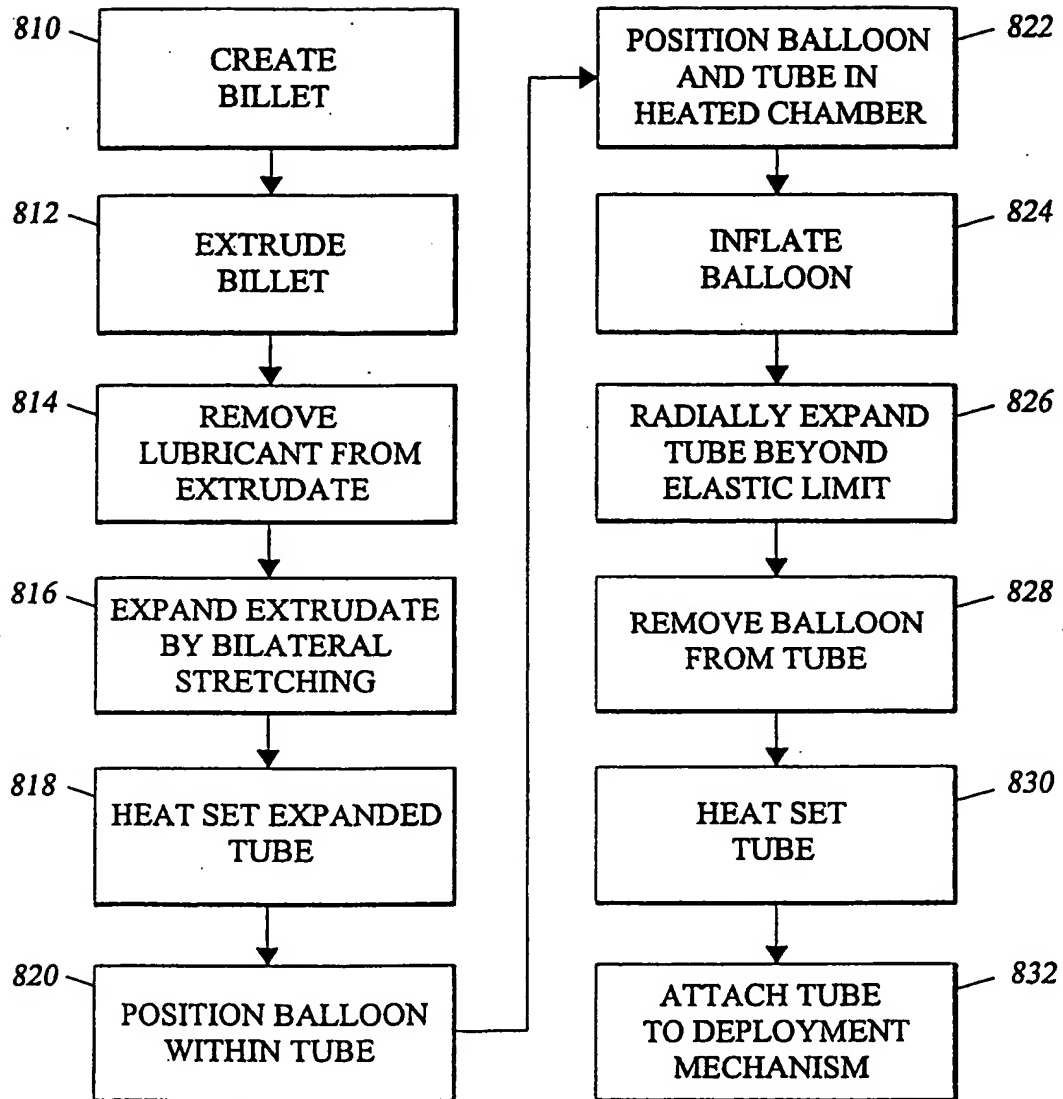 810
CREATE
BILLET
812
EXTRUDE
BILLET
814
REMOVE
LUBRICANT FROM
EXTRUDATE
816
EXPAND EXTRUDATE
BY BILATERAL
STRETCHING
818
HEAT SET EXPANDED
TUBE
820
POSITION BALLOON
WITHIN TUBE
822
POSITION BALLOON
AND TUBE IN
HEATED CHAMBER
824
INFLATE
BALLOON
826
RADIALLY EXPAND
TUBE BEYOND
ELASTIC LIMIT
828
REMOVE BALLOON
FROM TUBE
830
HEAT SET
TUBE
832
ATTACH TUBE
TO DEPLOYMENT
MECHANISM